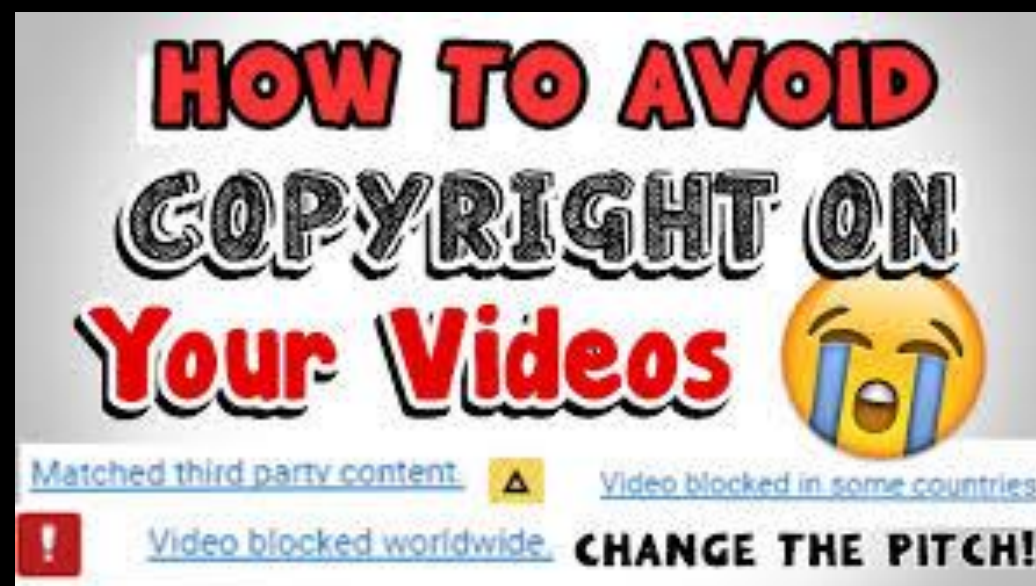 HOW TO AVOID
COPYRIGHT ON
Your Videos
Matched third party content. Video blocked in some countries
! Video blocked worldwide. CHANGE THE PITCH!